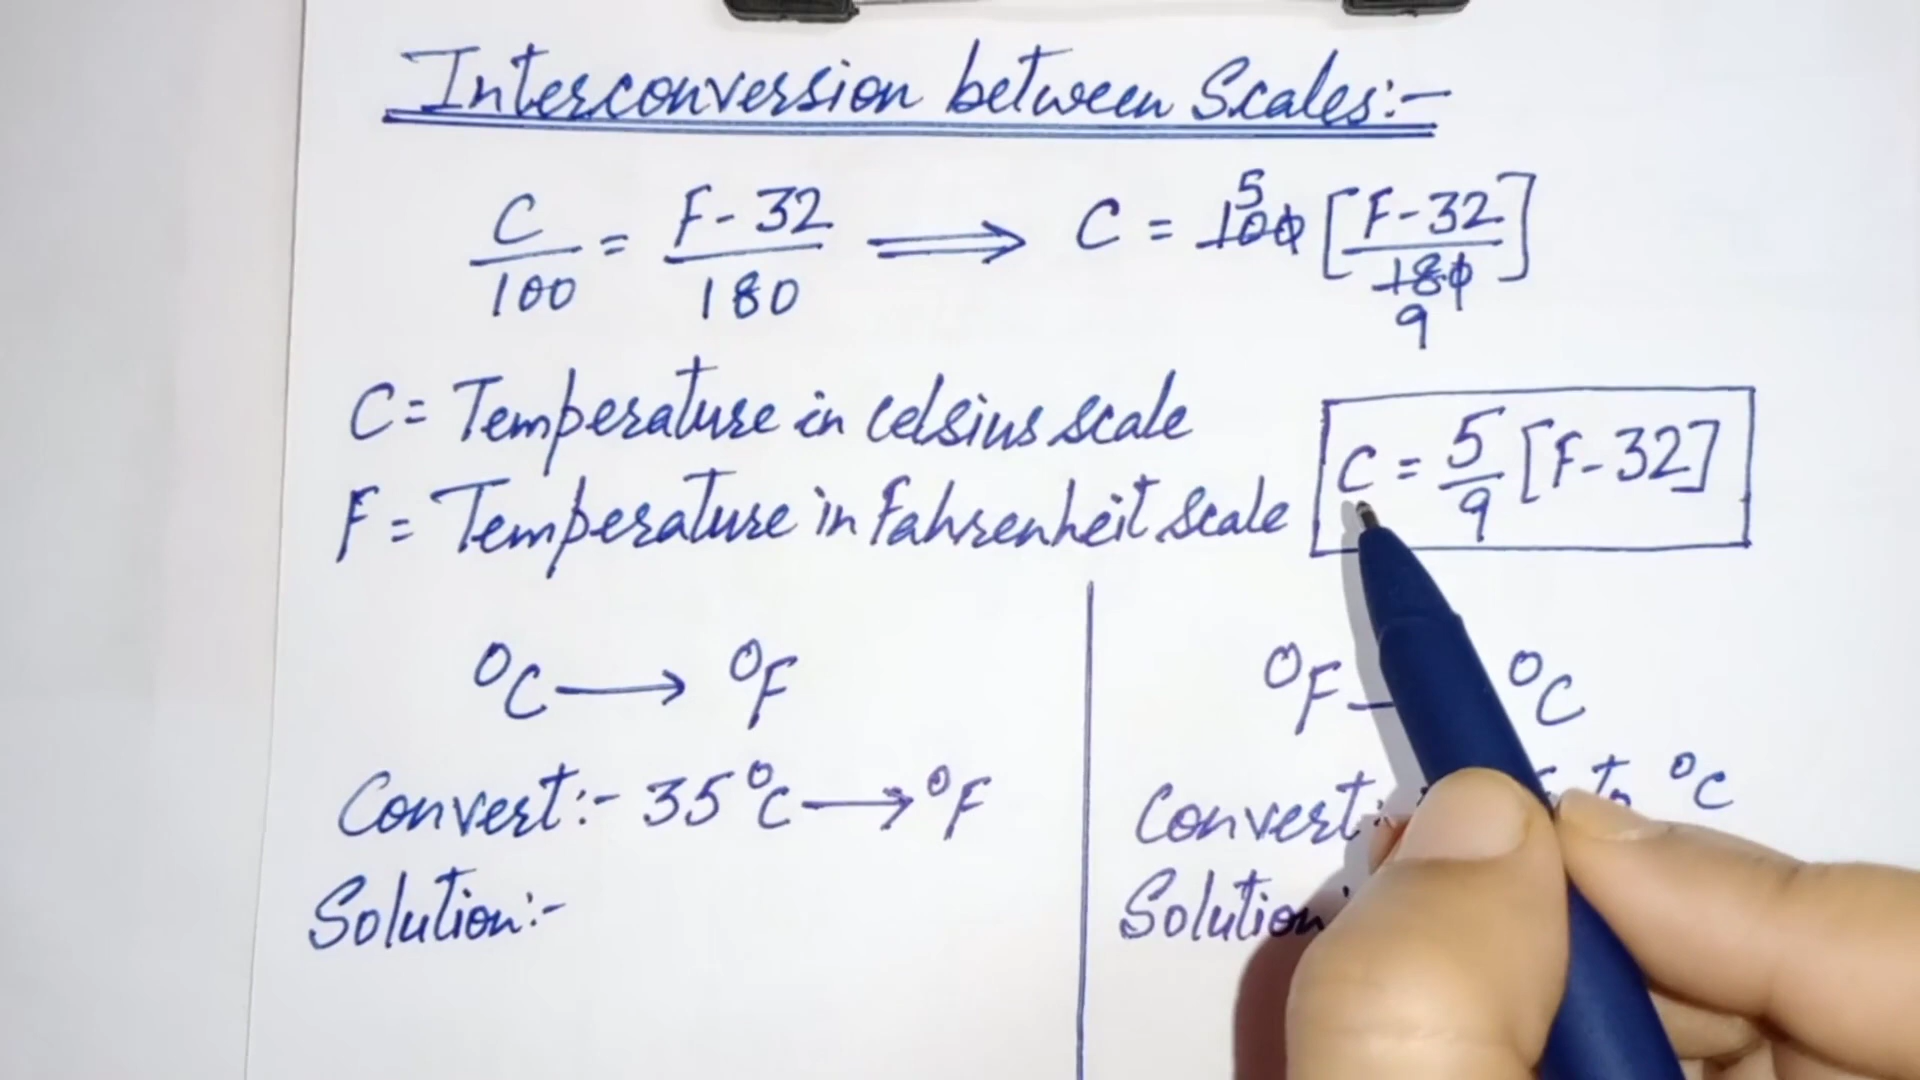 Interconversion between Scales:-
C/100 = F-32/180 ⟹ C = 100 5 [F-32/180 9]
C = Temperature in celsius scale
F = Temperature in Fahrenheit Scale
C = 5/9 [F-32]
°C → °F
°F °C
Convert:- 35°C → °F
Convert: to °C
Solution:-
Solution